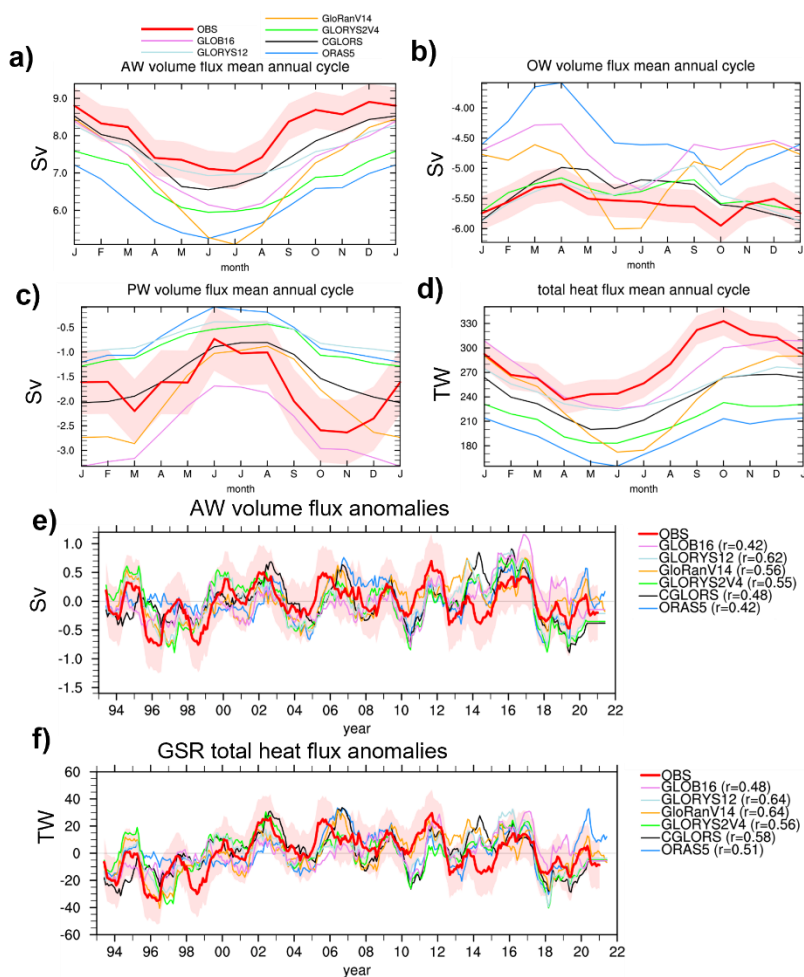 OBS
GLOB16
GLORYS12
GloRanV14
GLORYS2V4
CGLORS
ORAS5
a)
AW volume flux mean annual cycle
Sv
9.0
8.0
7.0
6.0
J F M A M J J A S O N D J
month
b)
OW volume flux mean annual cycle
Sv
-4.00
-4.50
-5.00
-5.50
-6.00
J F M A M J J A S O N D J
month
c)
PW volume flux mean annual cycle
Sv
-0.5
-1.0
-1.5
-2.0
-2.5
-3.0
J F M A M J J A S O N D J
month
d)
total heat flux mean annual cycle
TW
330
300
270
240
210
180
J F M A M J J A S O N D J
month
e)
AW volume flux anomalies
Sv
1.0
0.5
0.0
-0.5
-1.0
-1.5
94 96 98 00 02 04 06 08 10 12 14 16 18 20 22
year
OBS
GLOB16 (r=0.42)
GLORYS12 (r=0.62)
GloRanV14 (r=0.56)
GLORYS2V4 (r=0.55)
CGLORS (r=0.48)
ORAS5 (r=0.42)
f)
GSR total heat flux anomalies
TW
60
40
20
0
-20
-40
-60
94 96 98 00 02 04 06 08 10 12 14 16 18 20 22
year
OBS
GLOB16 (r=0.48)
GLORYS12 (r=0.64)
GloRanV14 (r=0.64)
GLORYS2V4 (r=0.56)
CGLORS (r=0.58)
ORAS5 (r=0.51)